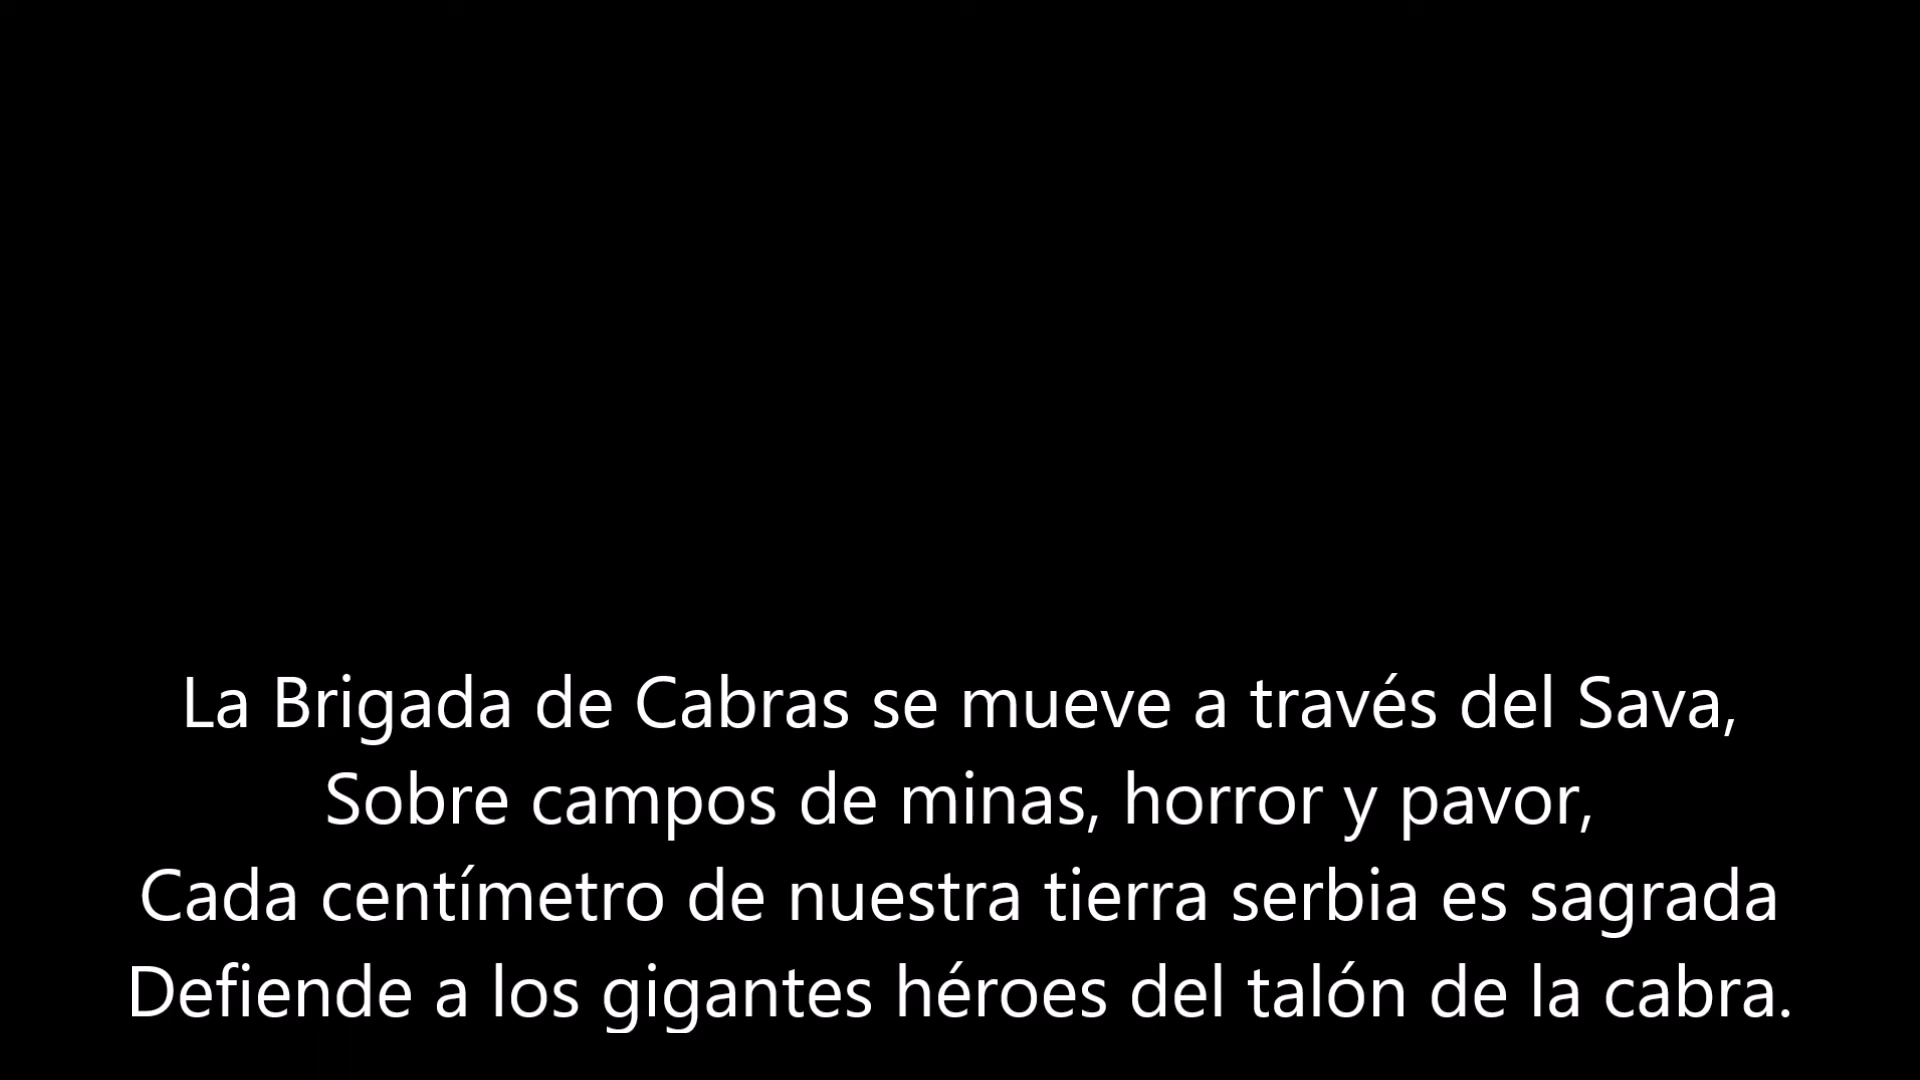 La Brigada de Cabras se mueve a través del Sava,
Sobre campos de minas, horror y pavor,
Cada centímetro de nuestra tierra serbia es sagrada
Defiende a los gigantes héroes del talón de la cabra.